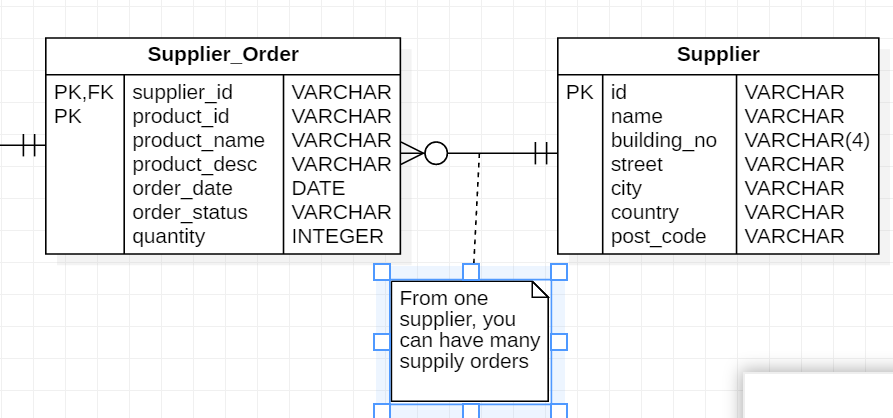 Supplier_Order
PK,FK supplier_id VARCHAR
PK product_id VARCHAR
product_name VARCHAR
product_desc VARCHAR
order_date DATE
order_status VARCHAR
quantity INTEGER
Supplier
PK id VARCHAR
name VARCHAR
building_no VARCHAR(4)
street VARCHAR
city VARCHAR
country VARCHAR
post_code VARCHAR
From one
supplier, you
can have many
suppily orders